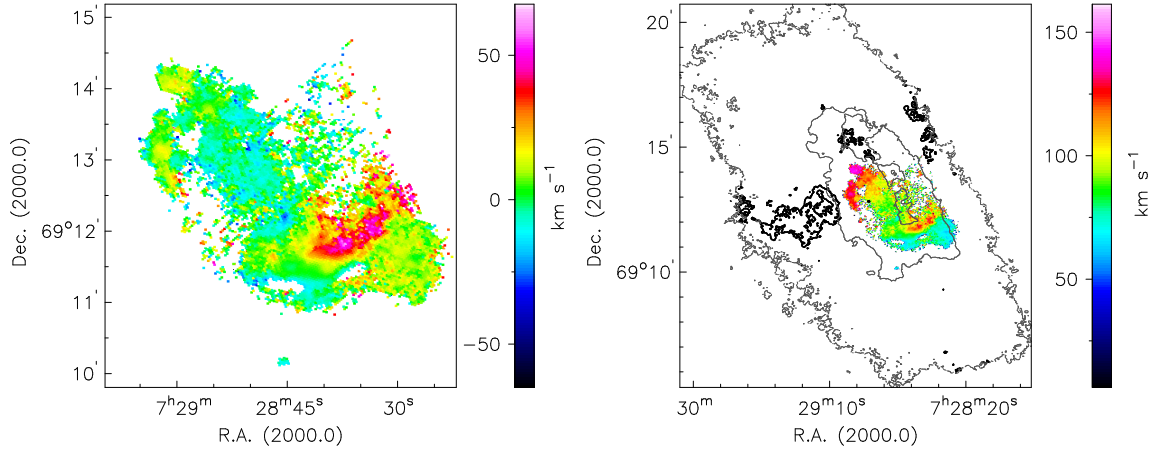 15'
14'
13'
69°12'
11'
10'
Dec. (2000.0)
7ʰ29ᵐ 28ᵐ45ˢ 30ˢ
R.A. (2000.0)
50
0
−50
km s⁻¹
20'
15'
69°10'
Dec. (2000.0)
30ᵐ 29ᵐ10ˢ 7ʰ28ᵐ20ˢ
R.A. (2000.0)
150
100
50
km s⁻¹